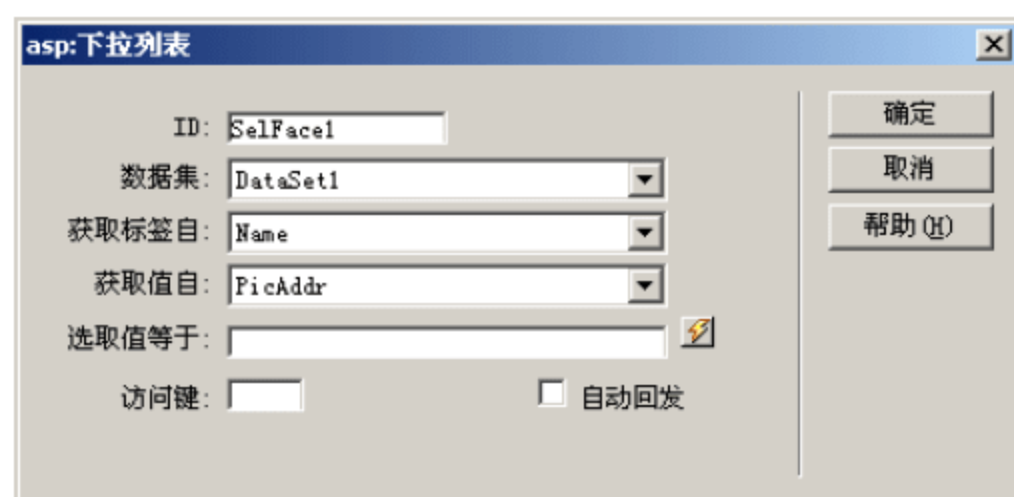 asp:下拉列表
ID: SelFace1
确定
数据集: DataSet1
取消
获取标签自: Name
帮助(H)
获取值自: PicAddr
选取值等于:
访问键:
自动回发